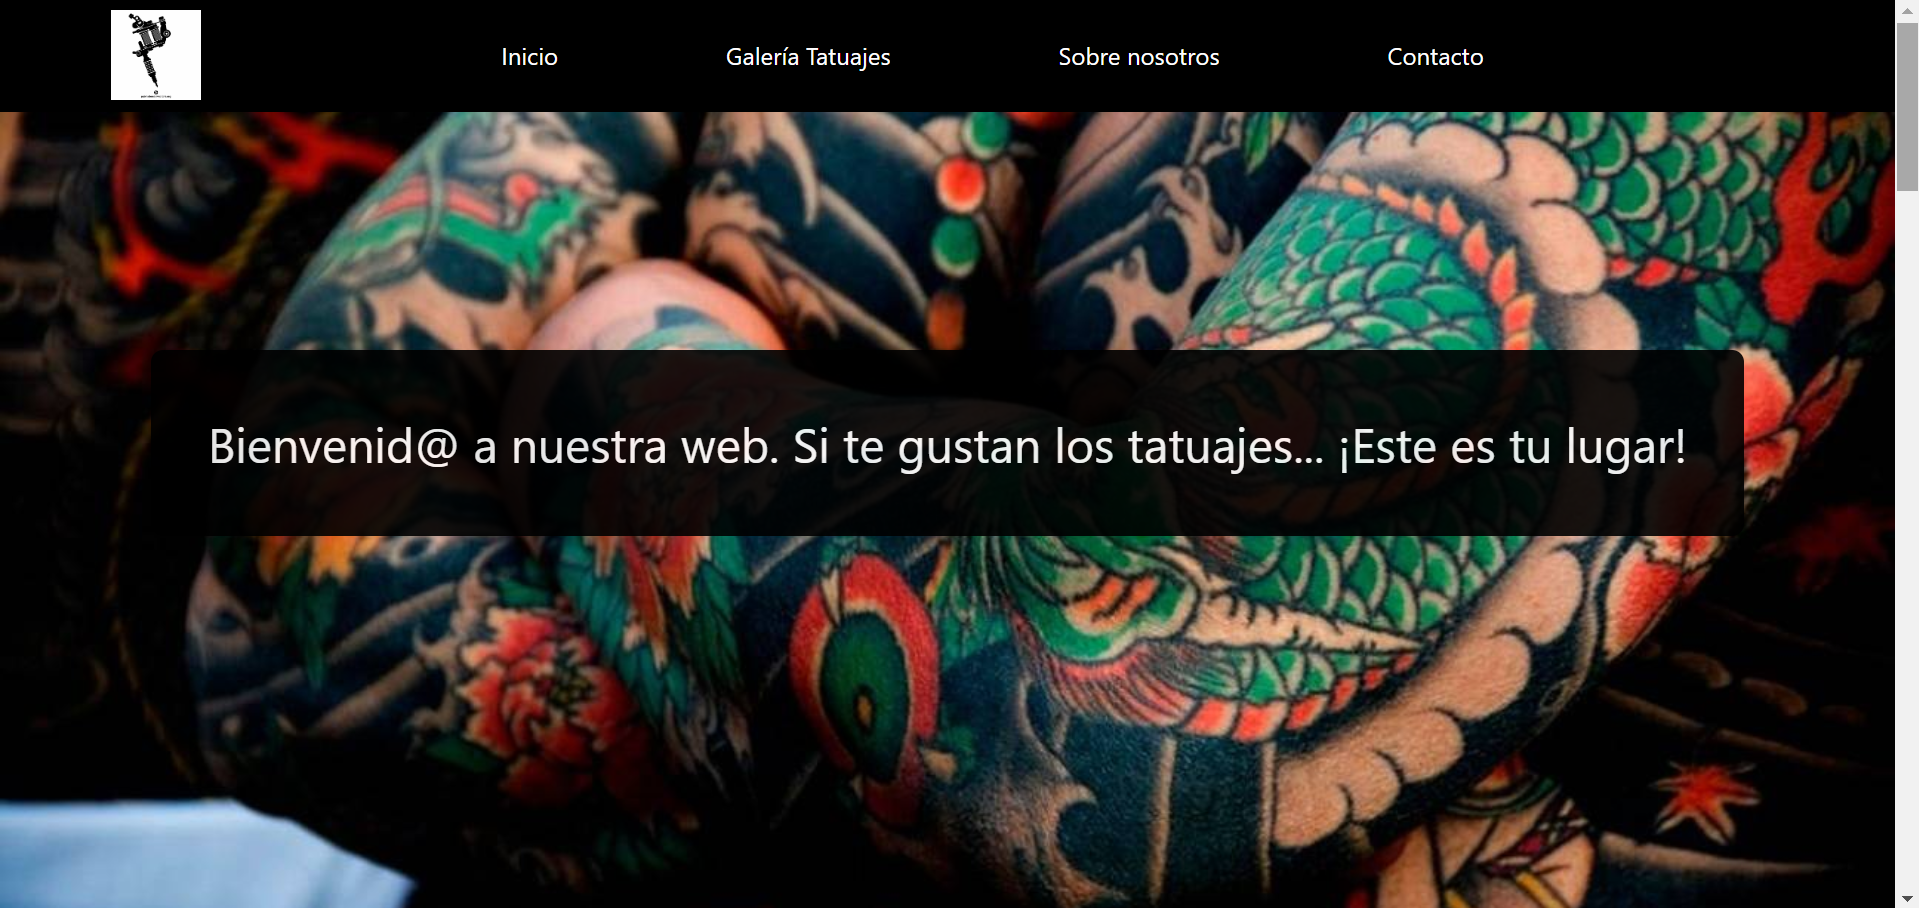 Inicio
Galería Tatuajes
Sobre nosotros
Contacto
Bienvenid@ a nuestra web. Si te gustan los tatuajes... ¡Este es tu lugar!